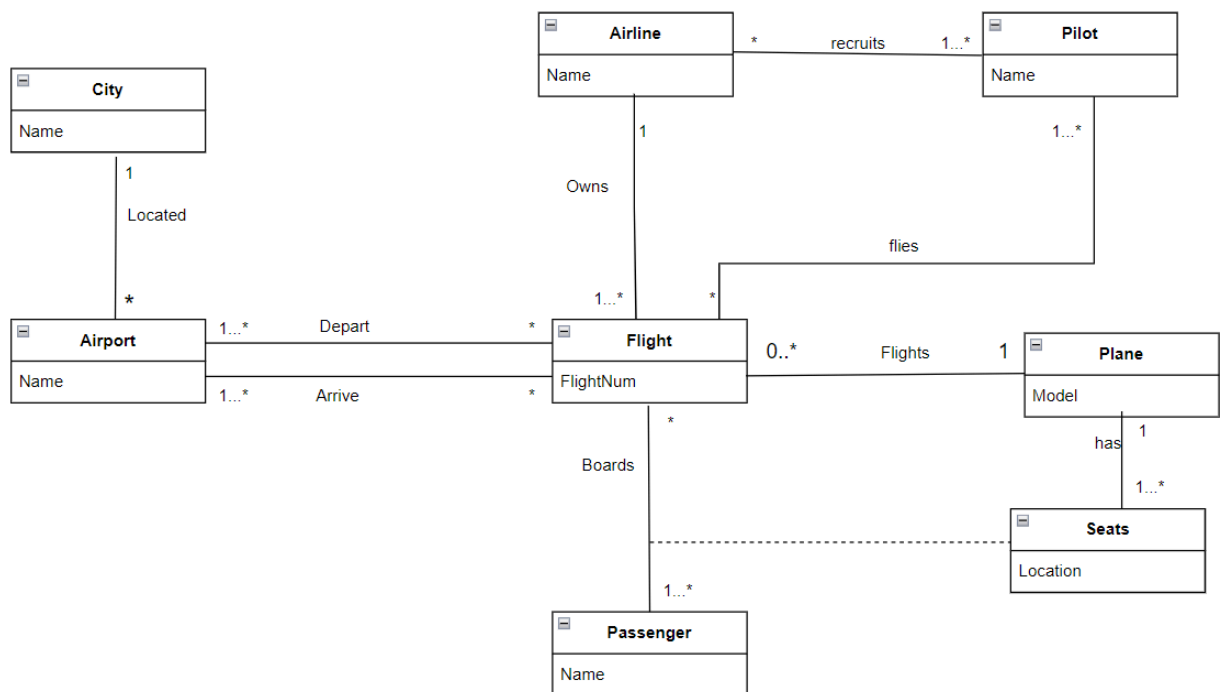 Airline
Name
* recruits 1...*
Pilot
Name
City
Name
1
Located
*
1
Owns
1...*
1...*
flies
*
Airport
Name
1...* Depart *
1...* Arrive *
Flight
FlightNum
0..* Flights 1
Plane
Model
*
Boards
1...*
has 1
1...*
Seats
Location
Passenger
Name